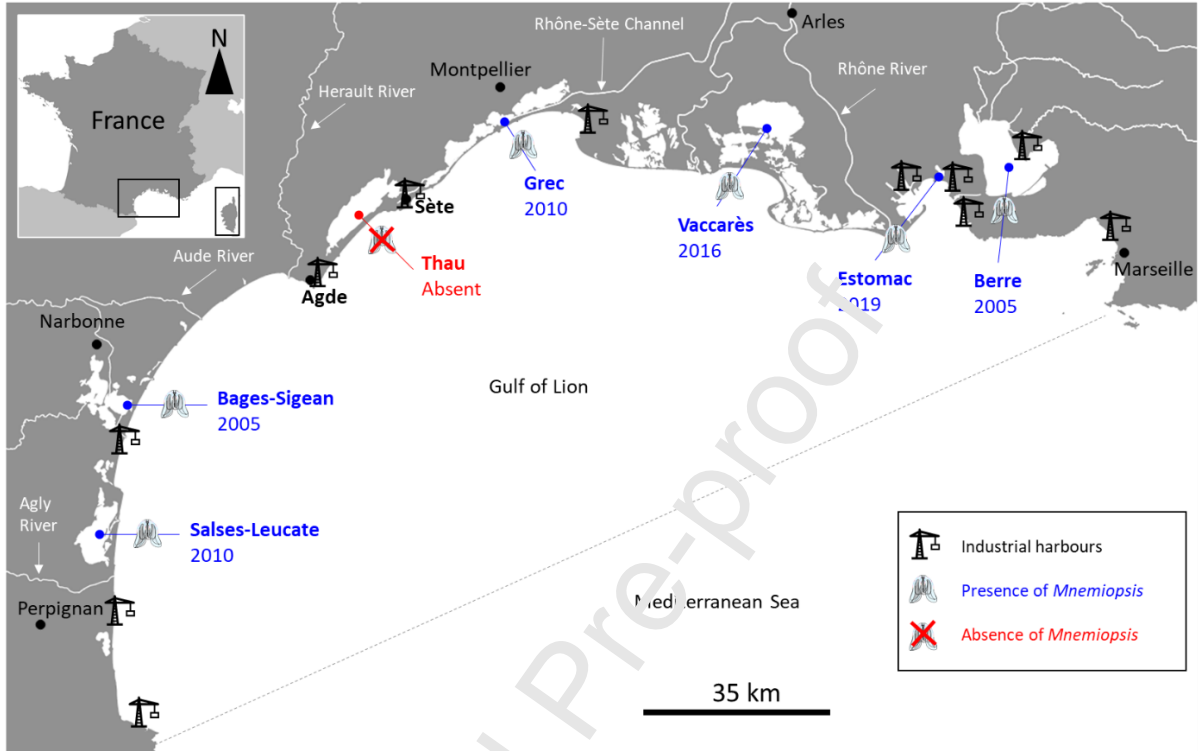 N
France
Rhône-Sète Channel
Arles
Montpellier
Rhône River
Herault River
Grec
2010
Sète
Vaccarès
2016
Aude River
Thau
Absent
Agde
Estomac
2019
Berre
2005
Marseille
Narbonne
Gulf of Lion
Bages-Sigean
2005
Agly
River
Salses-Leucate
2010
Perpignan
Mediterranean Sea
35 km
Industrial harbours
Presence of Mnemiopsis
Absence of Mnemiopsis
Pre-proof